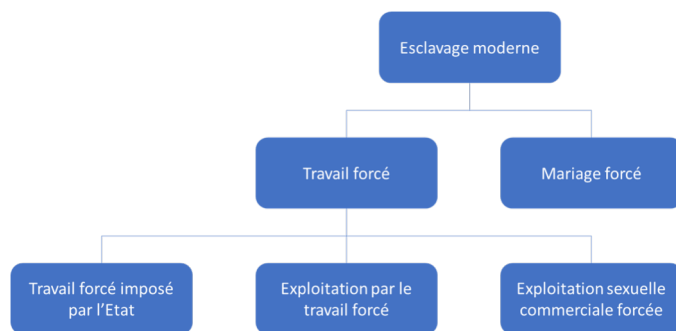 Esclavage moderne
Travail forcé
Mariage forcé
Travail forcé imposé
par l'Etat
Exploitation par le
travail forcé
Exploitation sexuelle
commerciale forcée